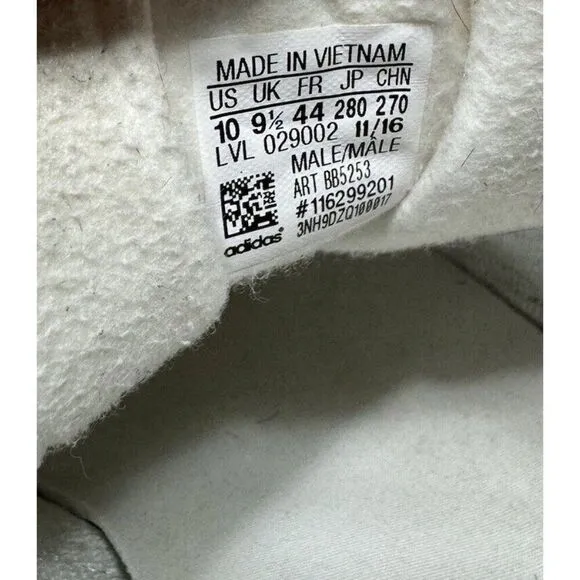 MADE IN VIETNAM
US UK FR JP CHN
10 9½ 44 280 270
LVL 029002 11/16
MALE/MÂLE
ART BB5253
#116299201
3NH9DZQ100017
adidas